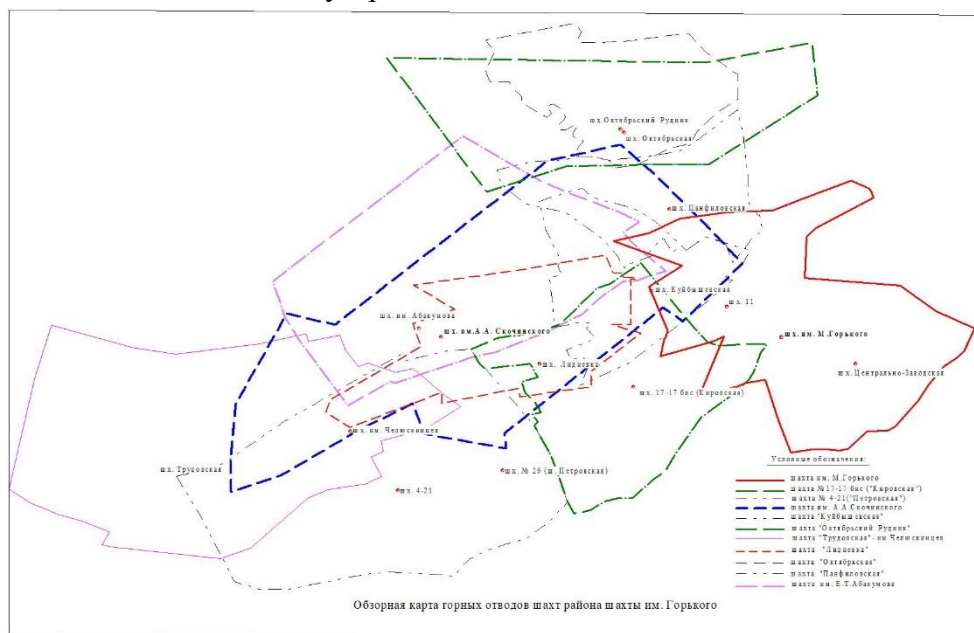 шх Октябрьский Рудник
шх. Октябрьская
шх. Панфиловская
шх. Куйбышевская
шх. 11
шх. им. Абакумова
шх. им.А.А. Скочинского
шх. им. М.Горького
шх. Лидиевка
шх. Центрально-Заводская
шх. 17-17 бис (Кировская)
шх. им. Челюскинцев
шх. Трудовская
шх. № 29 (ш. Петровская)
шх. 4-21
Условные обозначения:
шахта им. М.Горького
шахта №17-17 бис ("Кировская")
шахта № 4-21("Петровская")
шахта им. А.А.Скочинского
шахта "Куйбышевская"
шахта "Октябрьский Рудник"
шахта "Трудовская"- им Челюскинцев
шахта "Лидиевка"
шахта "Октябрьская"
шахта "Панфиловская"
шахта им. Е.Т.Абакумова
Обзорная карта горных отводов шахт района шахты им. Горького